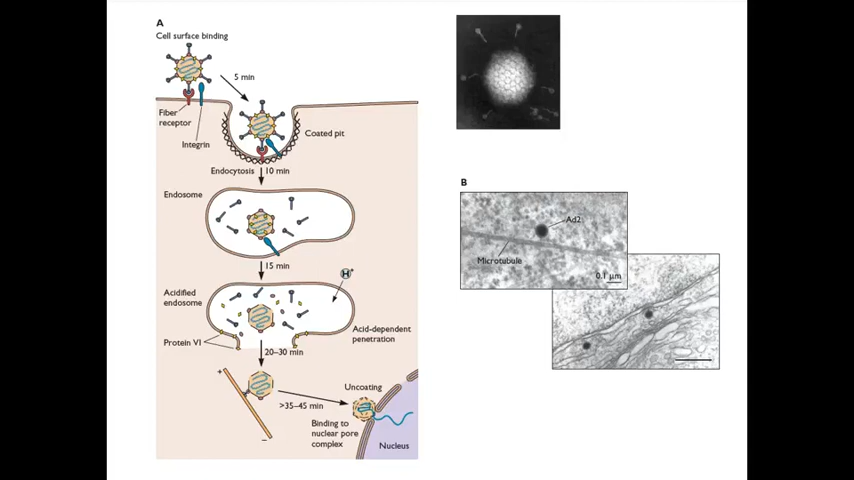 A
Cell surface binding
5 min
Fiber
receptor
Integrin
Coated pit
Endocytosis
10 min
Endosome
15 min
H+
Acidified
endosome
Protein VI
Acid-dependent
penetration
20–30 min
+
–
>35–45 min
Uncoating
Binding to
nuclear pore
complex
Nucleus
B
Ad2
Microtubule
0.1 µm